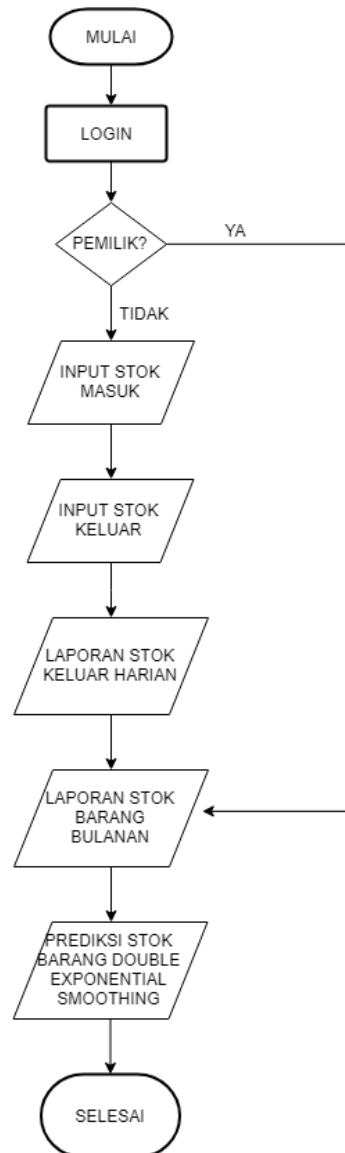 MULAI
LOGIN
PEMILIK?
YA
TIDAK
INPUT STOK
MASUK
INPUT STOK
KELUAR
LAPORAN STOK
KELUAR HARIAN
LAPORAN STOK
BARANG
BULANAN
PREDIKSI STOK
BARANG DOUBLE
EXPONENTIAL
SMOOTHING
SELESAI